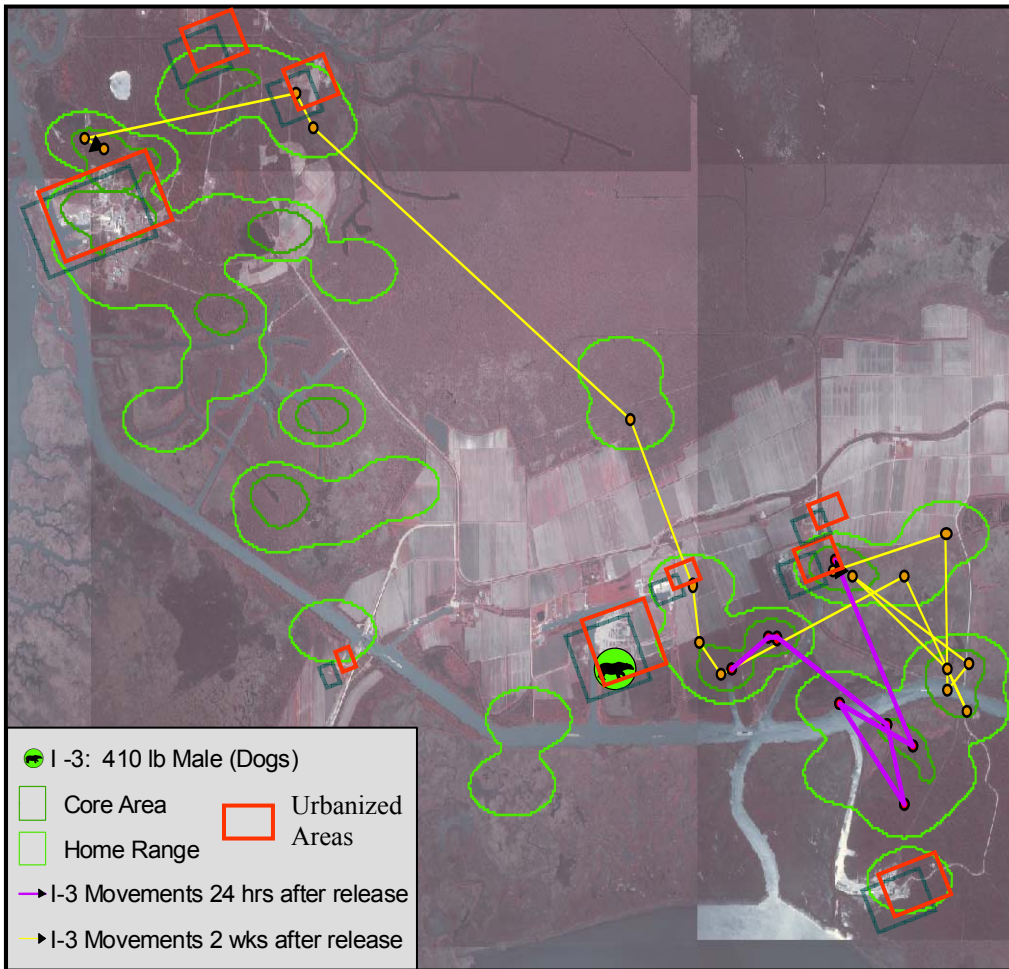 I -3: 410 lb Male (Dogs)
Core Area
Home Range
Urbanized
Areas
I-3 Movements 24 hrs after release
I-3 Movements 2 wks after release